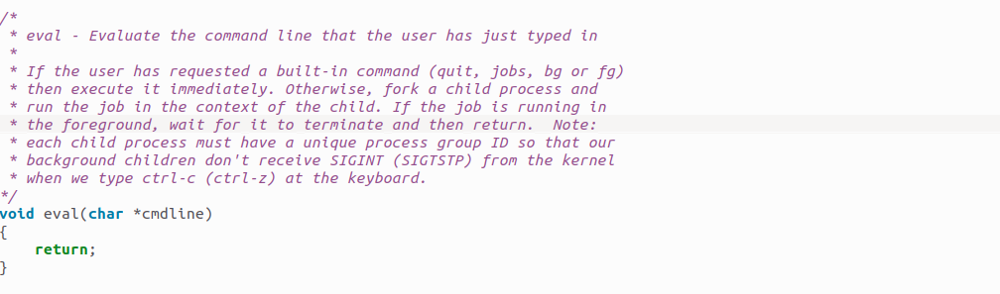 /*
 * eval - Evaluate the command line that the user has just typed in
 *
 * If the user has requested a built-in command (quit, jobs, bg or fg)
 * then execute it immediately. Otherwise, fork a child process and
 * run the job in the context of the child. If the job is running in
 * the foreground, wait for it to terminate and then return.  Note:
 * each child process must have a unique process group ID so that our
 * background children don't receive SIGINT (SIGTSTP) from the kernel
 * when we type ctrl-c (ctrl-z) at the keyboard.
*/
void eval(char *cmdline)
{
    return;
}